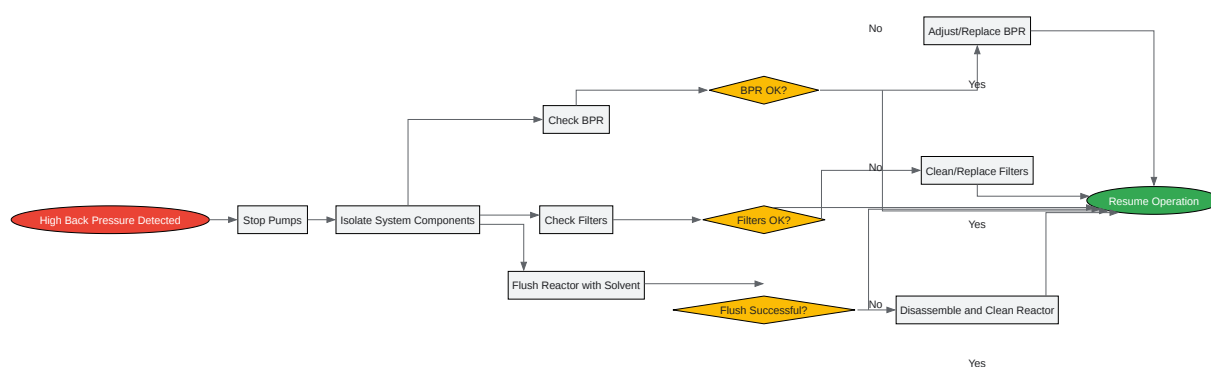 No
Adjust/Replace BPR
Yes
BPR OK?
Check BPR
No
Clean/Replace Filters
High Back Pressure Detected
Stop Pumps
Isolate System Components
Check Filters
Filters OK?
Resume Operation
Yes
Flush Reactor with Solvent
Flush Successful?
No
Disassemble and Clean Reactor
Yes